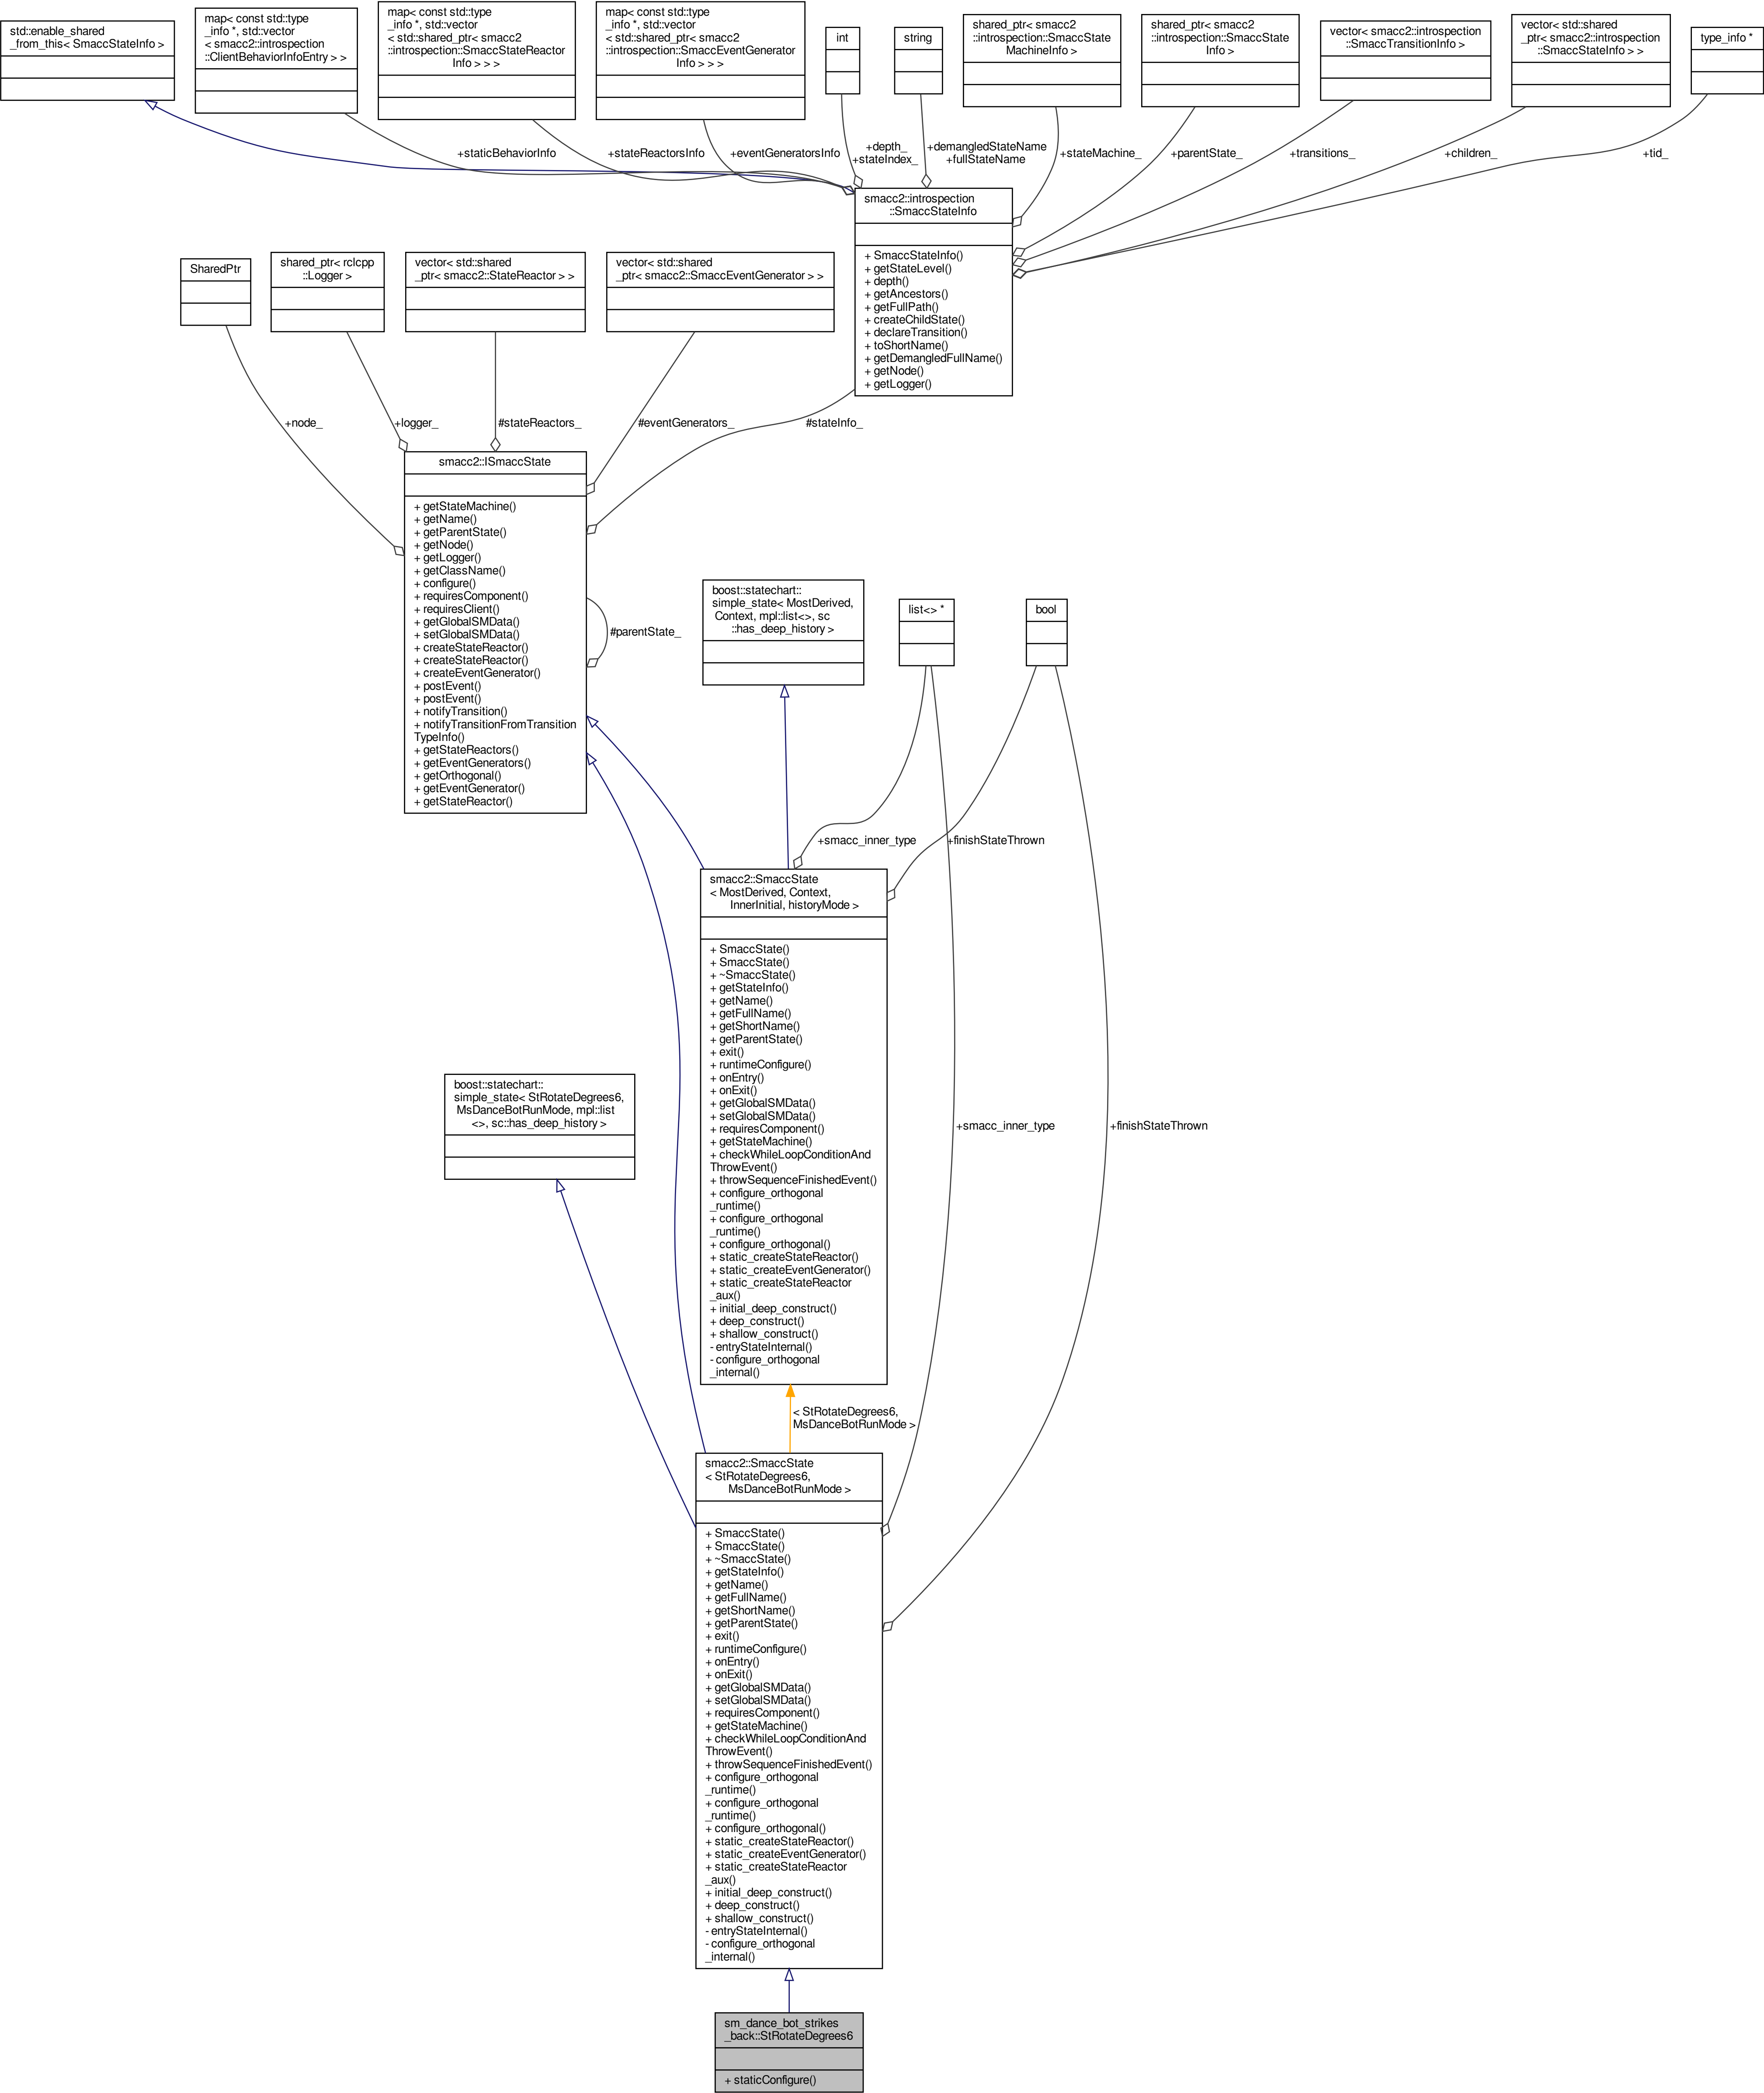 std::enable_shared
_from_this< SmaccStateInfo >
map< const std::type
_info *, std::vector
< smacc2::introspection
::ClientBehaviorInfoEntry > >
map< const std::type
_info *, std::vector
< std::shared_ptr< smacc2
::introspection::SmaccStateReactor
Info > > >
map< const std::type
_info *, std::vector
< std::shared_ptr< smacc2
::introspection::SmaccEventGenerator
Info > > >
int
string
shared_ptr< smacc2
::introspection::SmaccState
MachineInfo >
shared_ptr< smacc2
::introspection::SmaccState
Info >
vector< smacc2::introspection
::SmaccTransitionInfo >
vector< std::shared
_ptr< smacc2::introspection
::SmaccStateInfo > >
type_info *
+staticBehaviorInfo
+stateReactorsInfo
+eventGeneratorsInfo
+depth_
+stateIndex_
+demangledStateName
+fullStateName
+stateMachine_
+parentState_
+transitions_
+children_
+tid_
smacc2::introspection
::SmaccStateInfo
+ SmaccStateInfo()
+ getStateLevel()
+ depth()
+ getAncestors()
+ getFullPath()
+ createChildState()
+ declareTransition()
+ toShortName()
+ getDemangledFullName()
+ getNode()
+ getLogger()
SharedPtr
shared_ptr< rclcpp
::Logger >
vector< std::shared
_ptr< smacc2::StateReactor > >
vector< std::shared
_ptr< smacc2::SmaccEventGenerator > >
+node_
+logger_
#stateReactors_
#eventGenerators_
#stateInfo_
smacc2::ISmaccState
+ getStateMachine()
+ getName()
+ getParentState()
+ getNode()
+ getLogger()
+ getClassName()
+ configure()
+ requiresComponent()
+ requiresClient()
+ getGlobalSMData()
+ setGlobalSMData()
+ createStateReactor()
+ createStateReactor()
+ createEventGenerator()
+ postEvent()
+ postEvent()
+ notifyTransition()
+ notifyTransitionFromTransition
TypeInfo()
+ getStateReactors()
+ getEventGenerators()
+ getOrthogonal()
+ getEventGenerator()
+ getStateReactor()
#parentState_
boost::statechart::
simple_state< MostDerived,
Context, mpl::list<>, sc
::has_deep_history >
list<> *
bool
+smacc_inner_type
+finishStateThrown
smacc2::SmaccState
< MostDerived, Context,
InnerInitial, historyMode >
+ SmaccState()
+ SmaccState()
+ ~SmaccState()
+ getStateInfo()
+ getName()
+ getFullName()
+ getShortName()
+ getParentState()
+ exit()
+ runtimeConfigure()
+ onEntry()
+ onExit()
+ getGlobalSMData()
+ setGlobalSMData()
+ requiresComponent()
+ getStateMachine()
+ checkWhileLoopConditionAnd
ThrowEvent()
+ throwSequenceFinishedEvent()
+ configure_orthogonal
_runtime()
+ configure_orthogonal
_runtime()
+ configure_orthogonal()
+ static_createStateReactor()
+ static_createEventGenerator()
+ static_createStateReactor
_aux()
+ initial_deep_construct()
+ deep_construct()
+ shallow_construct()
- entryStateInternal()
- configure_orthogonal
_internal()
boost::statechart::
simple_state< StRotateDegrees6,
MsDanceBotRunMode, mpl::list
<>, sc::has_deep_history >
+smacc_inner_type
+finishStateThrown
< StRotateDegrees6,
MsDanceBotRunMode >
smacc2::SmaccState
< StRotateDegrees6,
MsDanceBotRunMode >
+ SmaccState()
+ SmaccState()
+ ~SmaccState()
+ getStateInfo()
+ getName()
+ getFullName()
+ getShortName()
+ getParentState()
+ exit()
+ runtimeConfigure()
+ onEntry()
+ onExit()
+ getGlobalSMData()
+ setGlobalSMData()
+ requiresComponent()
+ getStateMachine()
+ checkWhileLoopConditionAnd
ThrowEvent()
+ throwSequenceFinishedEvent()
+ configure_orthogonal
_runtime()
+ configure_orthogonal
_runtime()
+ configure_orthogonal()
+ static_createStateReactor()
+ static_createEventGenerator()
+ static_createStateReactor
_aux()
+ initial_deep_construct()
+ deep_construct()
+ shallow_construct()
- entryStateInternal()
- configure_orthogonal
_internal()
sm_dance_bot_strikes
_back::StRotateDegrees6
+ staticConfigure()